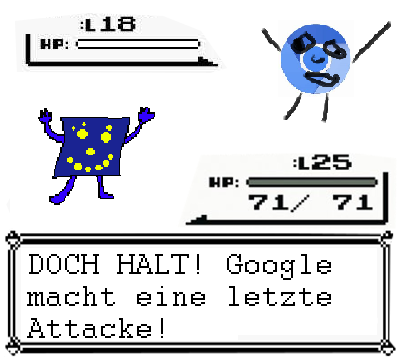 :L18
HP:
:L25
HP:
71/ 71
DOCH HALT! Google
macht eine letzte
Attacke!